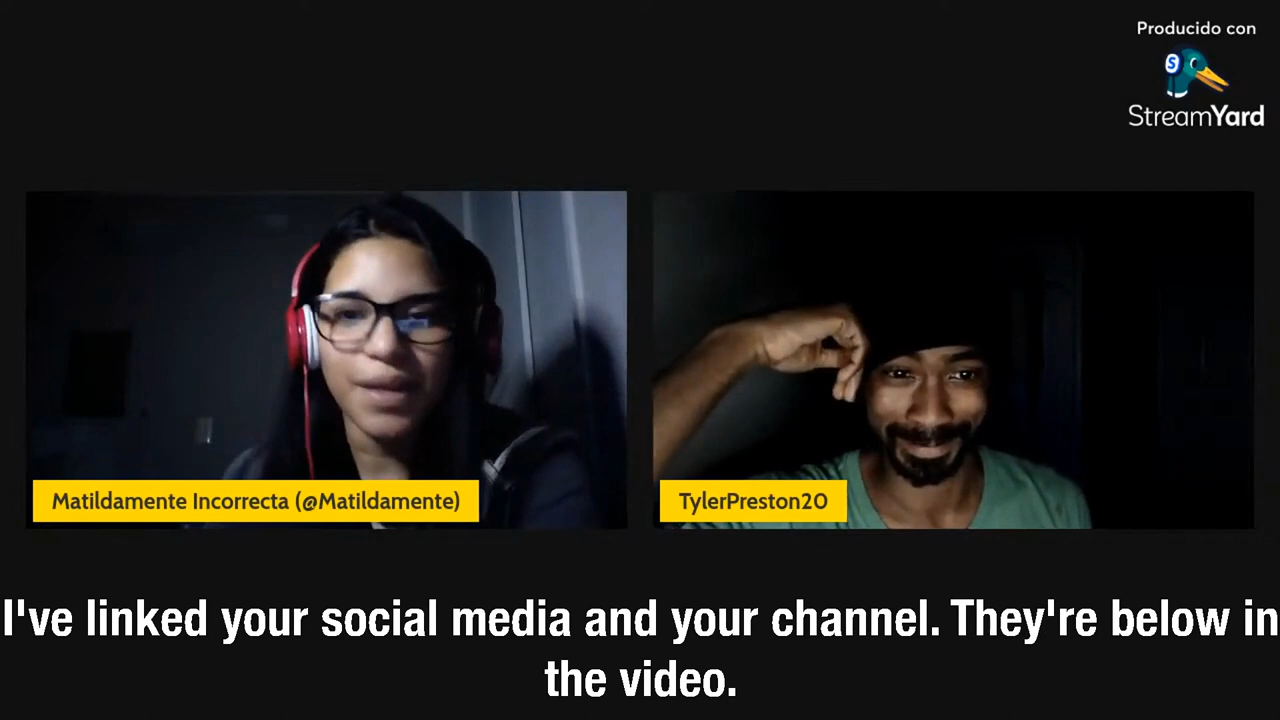 Producido con
S
StreamYard
Matildamente Incorrecta (@Matildamente)
TylerPreston20
I've linked your social media and your channel. They're below in
the video.